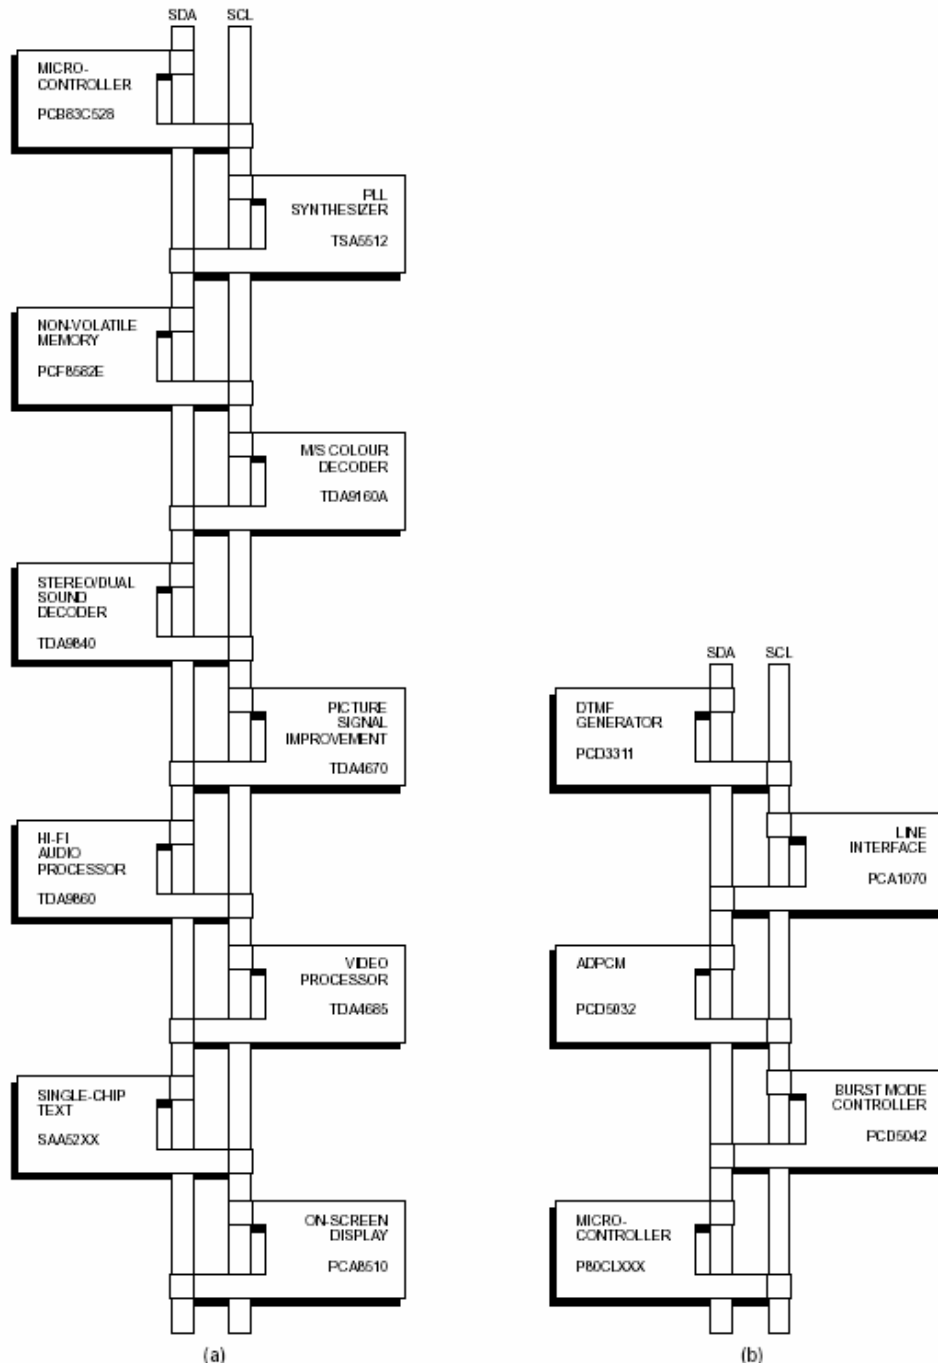 SDA SCL
MICRO-
CONTROLLER
PCB83C528
PLL
SYNTHESIZER
TSA5512
NON-VOLATILE
MEMORY
PCF8582E
M/S COLOUR
DECODER
TDA9160A
STEREO/DUAL
SOUND
DECODER
TDA9840
PICTURE
SIGNAL
IMPROVEMENT
TDA4670
HI-FI
AUDIO
PROCESSOR
TDA9860
VIDEO
PROCESSOR
TDA4685
SINGLE-CHIP
TEXT
SAA52XX
ON-SCREEN
DISPLAY
PCA8510
(a)
SDA SCL
DTMF
GENERATOR
PCD3311
LINE
INTERFACE
PCA1070
ADPCM
PCD5032
BURST MODE
CONTROLLER
PCD5042
MICRO-
CONTROLLER
P80CLXXX
(b)